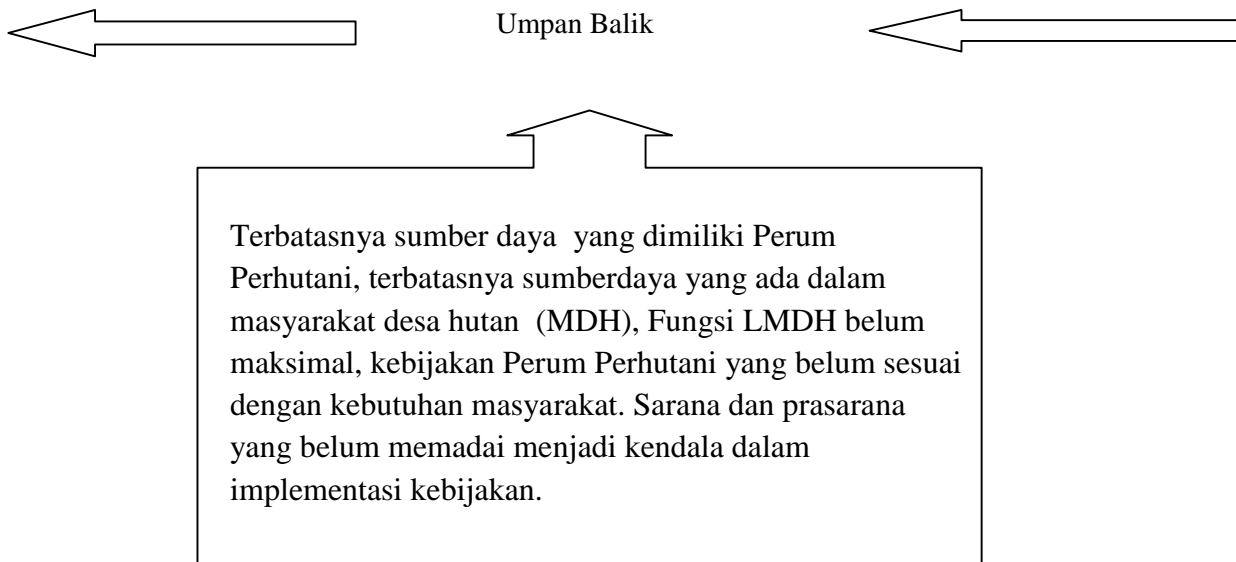 Umpan Balik
Terbatasnya sumber daya yang dimiliki Perum
Perhutani, terbatasnya sumberdaya yang ada dalam
masyarakat desa hutan (MDH), Fungsi LMDH belum
maksimal, kebijakan Perum Perhutani yang belum sesuai
dengan kebutuhan masyarakat. Sarana dan prasarana
yang belum memadai menjadi kendala dalam
implementasi kebijakan.